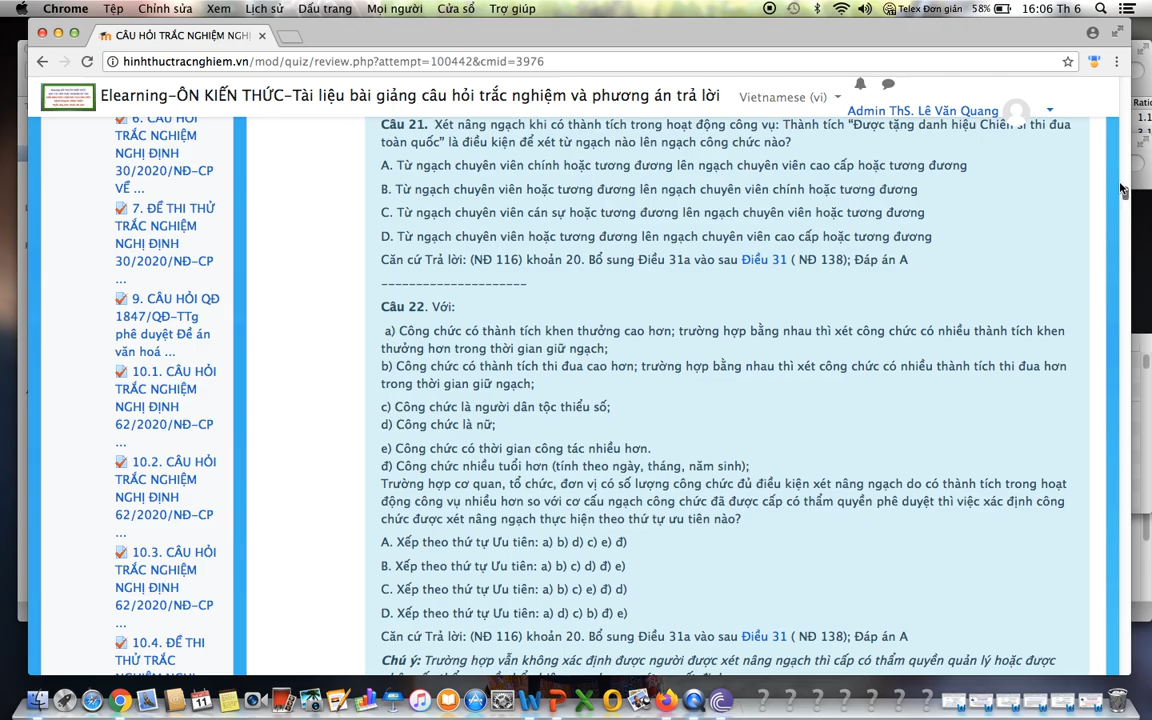 Chrome Tệp Chỉnh sửa Xem Lịch sử Dấu trang Mọi người Cửa sổ Trợ giúp Telex Đơn giản 58% 16:06 Th 6
CÂU HỎI TRẮC NGHIỆM NGHỊ
hinhthuctracnghiem.vn/mod/quiz/review.php?attempt=100442&cmid=3976
Elearning-ÔN KIẾN THỨC-Tài liệu bài giảng câu hỏi trắc nghiệm và phương án trả lời
Vietnamese (vi)
Admin ThS. Lê Văn Quang
6. CÂU HỎI
TRẮC NGHIỆM
NGHỊ ĐỊNH
30/2020/NĐ-CP
VỀ ...
7. ĐỀ THI THỬ
TRẮC NGHIỆM
NGHỊ ĐỊNH
30/2020/NĐ-CP
...
9. CÂU HỎI QĐ
1847/QĐ-TTg
phê duyệt Đề án
văn hoá ...
10.1. CÂU HỎI
TRẮC NGHIỆM
NGHỊ ĐỊNH
62/2020/NĐ-CP
...
10.2. CÂU HỎI
TRẮC NGHIỆM
NGHỊ ĐỊNH
62/2020/NĐ-CP
...
10.3. CÂU HỎI
TRẮC NGHIỆM
NGHỊ ĐỊNH
62/2020/NĐ-CP
...
10.4. ĐỀ THI
THỬ TRẮC
Câu 21. Xét nâng ngạch khi có thành tích trong hoạt động công vụ: Thành tích “Được tặng danh hiệu Chiến sĩ thi đua
toàn quốc” là điều kiện để xét từ ngạch nào lên ngạch công chức nào?
A. Từ ngạch chuyên viên chính hoặc tương đương lên ngạch chuyên viên cao cấp hoặc tương đương
B. Từ ngạch chuyên viên hoặc tương đương lên ngạch chuyên viên chính hoặc tương đương
C. Từ ngạch chuyên viên cán sự hoặc tương đương lên ngạch chuyên viên hoặc tương đương
D. Từ ngạch chuyên viên hoặc tương đương lên ngạch chuyên viên cao cấp hoặc tương đương
Căn cứ Trả lời: (NĐ 116) khoản 20. Bổ sung Điều 31a vào sau Điều 31 ( NĐ 138); Đáp án A
---------------------
Câu 22. Với:
a) Công chức có thành tích khen thưởng cao hơn; trường hợp bằng nhau thì xét công chức có nhiều thành tích khen
thưởng hơn trong thời gian giữ ngạch;
b) Công chức có thành tích thi đua cao hơn; trường hợp bằng nhau thì xét công chức có nhiều thành tích thi đua hơn
trong thời gian giữ ngạch;
c) Công chức là người dân tộc thiểu số;
d) Công chức là nữ;
e) Công chức có thời gian công tác nhiều hơn.
đ) Công chức nhiều tuổi hơn (tính theo ngày, tháng, năm sinh);
Trường hợp cơ quan, tổ chức, đơn vị có số lượng công chức đủ điều kiện xét nâng ngạch do có thành tích trong hoạt
động công vụ nhiều hơn so với cơ cấu ngạch công chức đã được cấp có thẩm quyền phê duyệt thì việc xác định công
chức được xét nâng ngạch thực hiện theo thứ tự ưu tiên nào?
A. Xếp theo thứ tự Ưu tiên: a) b) d) c) e) đ)
B. Xếp theo thứ tự Ưu tiên: a) b) c) d) đ) e)
C. Xếp theo thứ tự Ưu tiên: a) b) c) e) đ) d)
D. Xếp theo thứ tự Ưu tiên: a) d) c) b) đ) e)
Căn cứ Trả lời: (NĐ 116) khoản 20. Bổ sung Điều 31a vào sau Điều 31 ( NĐ 138); Đáp án A
Chú ý: Trường hợp vẫn không xác định được người được xét nâng ngạch thì cấp có thẩm quyền quản lý hoặc được